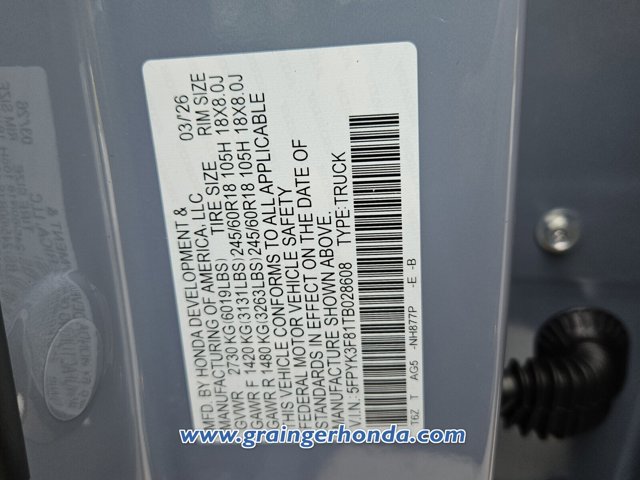 MFD. BY HONDA DEVELOPMENT & 03/'26
MANUFACTURING OF AMERICA, LLC
TIRE SIZE RIM SIZE
GVWR 2730 KG(6019LBS)
GAWR F 1420 KG(3131LBS) 245/60R18 105H 18X8.0J
GAWR R 1480 KG(3263LBS) 245/60R18 105H 18X8.0J
THIS VEHICLE CONFORMS TO ALL APPLICABLE
FEDERAL MOTOR VEHICLE SAFETY
STANDARDS IN EFFECT ON THE DATE OF
MANUFACTURE SHOWN ABOVE.
V.I.N.: 5FPYK3F81TB028608 TYPE:TRUCK
T6Z T AG5 -NH877P -E -B
www.graingerhonda.com